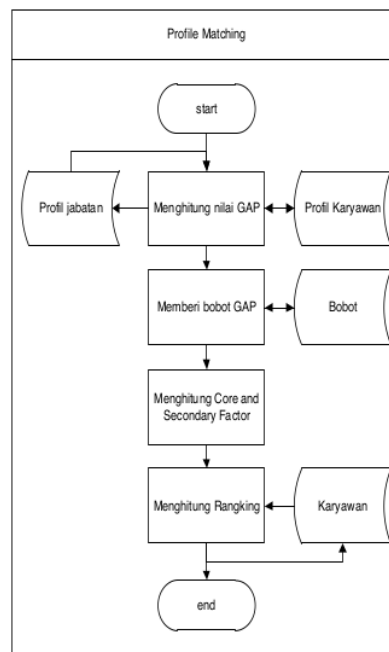 Profile Matching
start
Profil jabatan
Menghitung nilai GAP
Profil Karyawan
Memberi bobot GAP
Bobot
Menghitung Core and
Secondary Factor
Menghitung Rangking
Karyawan
end